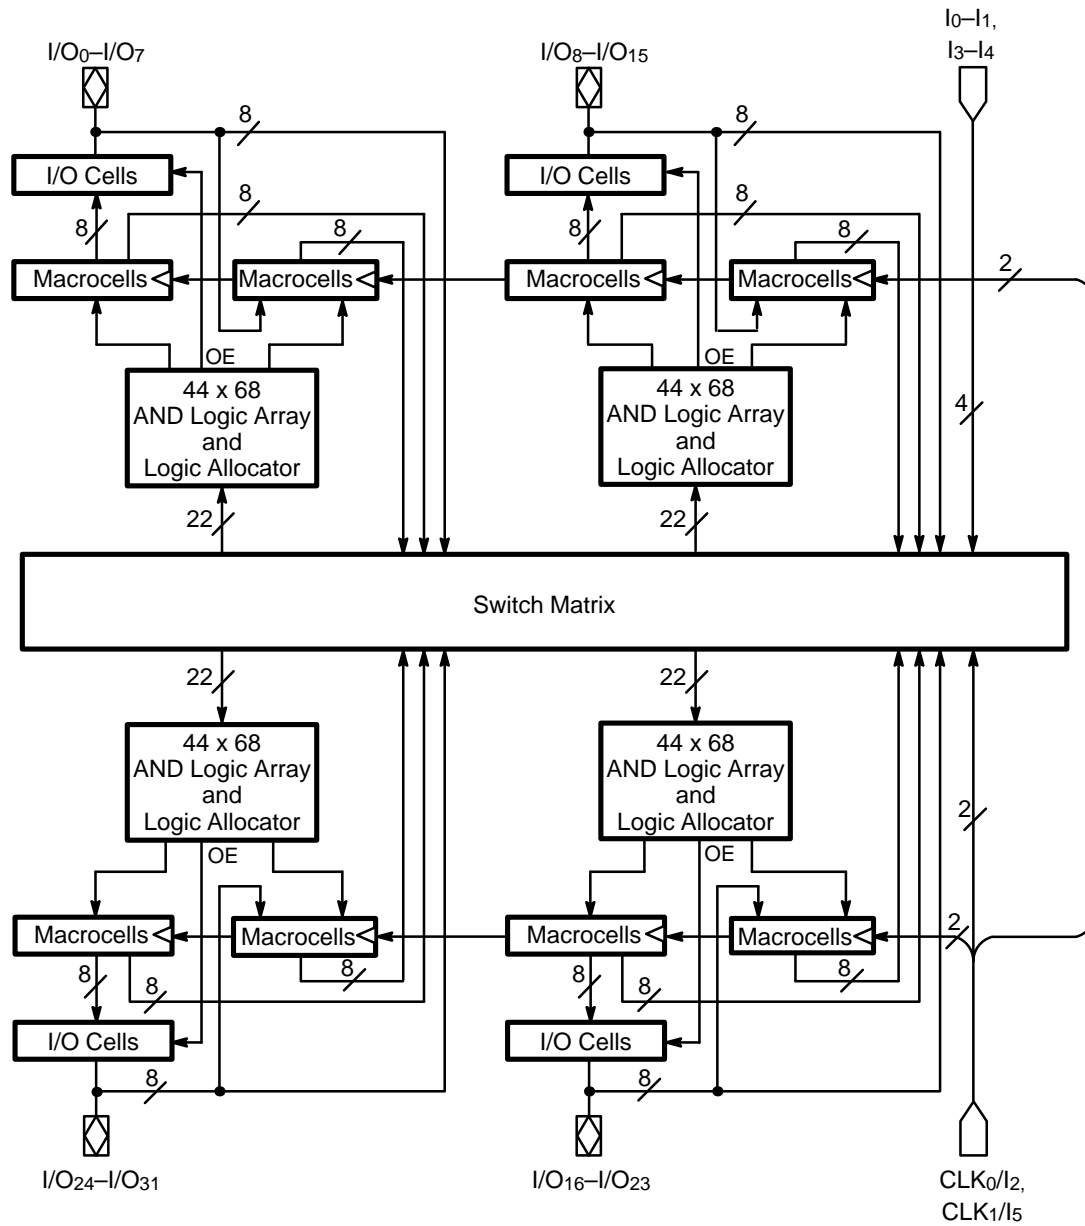 I/O0–I/O7
I/O8–I/O15
I0–I1,
I3–I4
8
8
I/O Cells
I/O Cells
8
8
8
8
8
8
Macrocells
Macrocells
Macrocells
Macrocells
2
OE
OE
44 x 68
AND Logic Array
and
Logic Allocator
44 x 68
AND Logic Array
and
Logic Allocator
4
22
22
Switch Matrix
22
22
44 x 68
AND Logic Array
and
Logic Allocator
44 x 68
AND Logic Array
and
Logic Allocator
2
OE
OE
Macrocells
Macrocells
Macrocells
Macrocells
2
8
8
8
8
8
8
I/O Cells
I/O Cells
8
8
I/O24–I/O31
I/O16–I/O23
CLK0/I2,
CLK1/I5